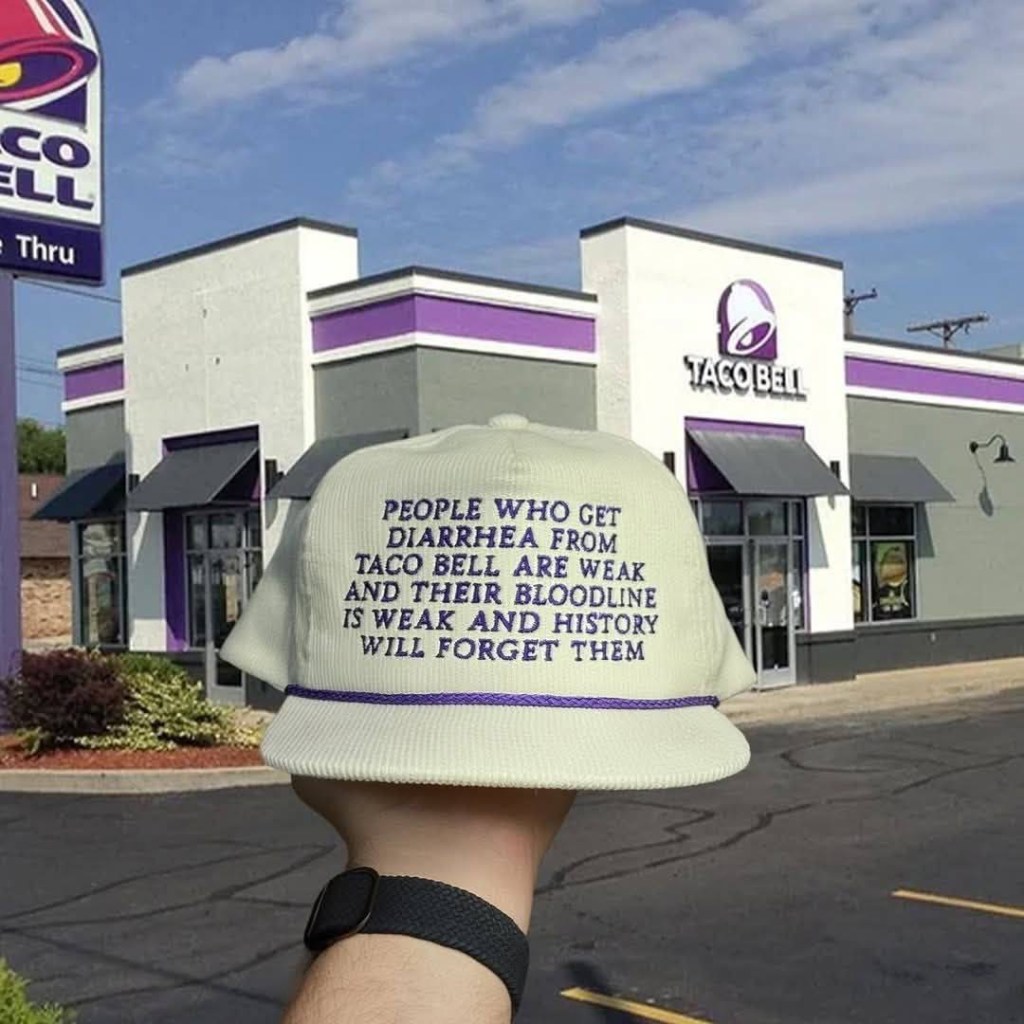 CO
ELL
Thru
TACO BELL
PEOPLE WHO GET
DIARRHEA FROM
TACO BELL ARE WEAK
AND THEIR BLOODLINE
IS WEAK AND HISTORY
WILL FORGET THEM